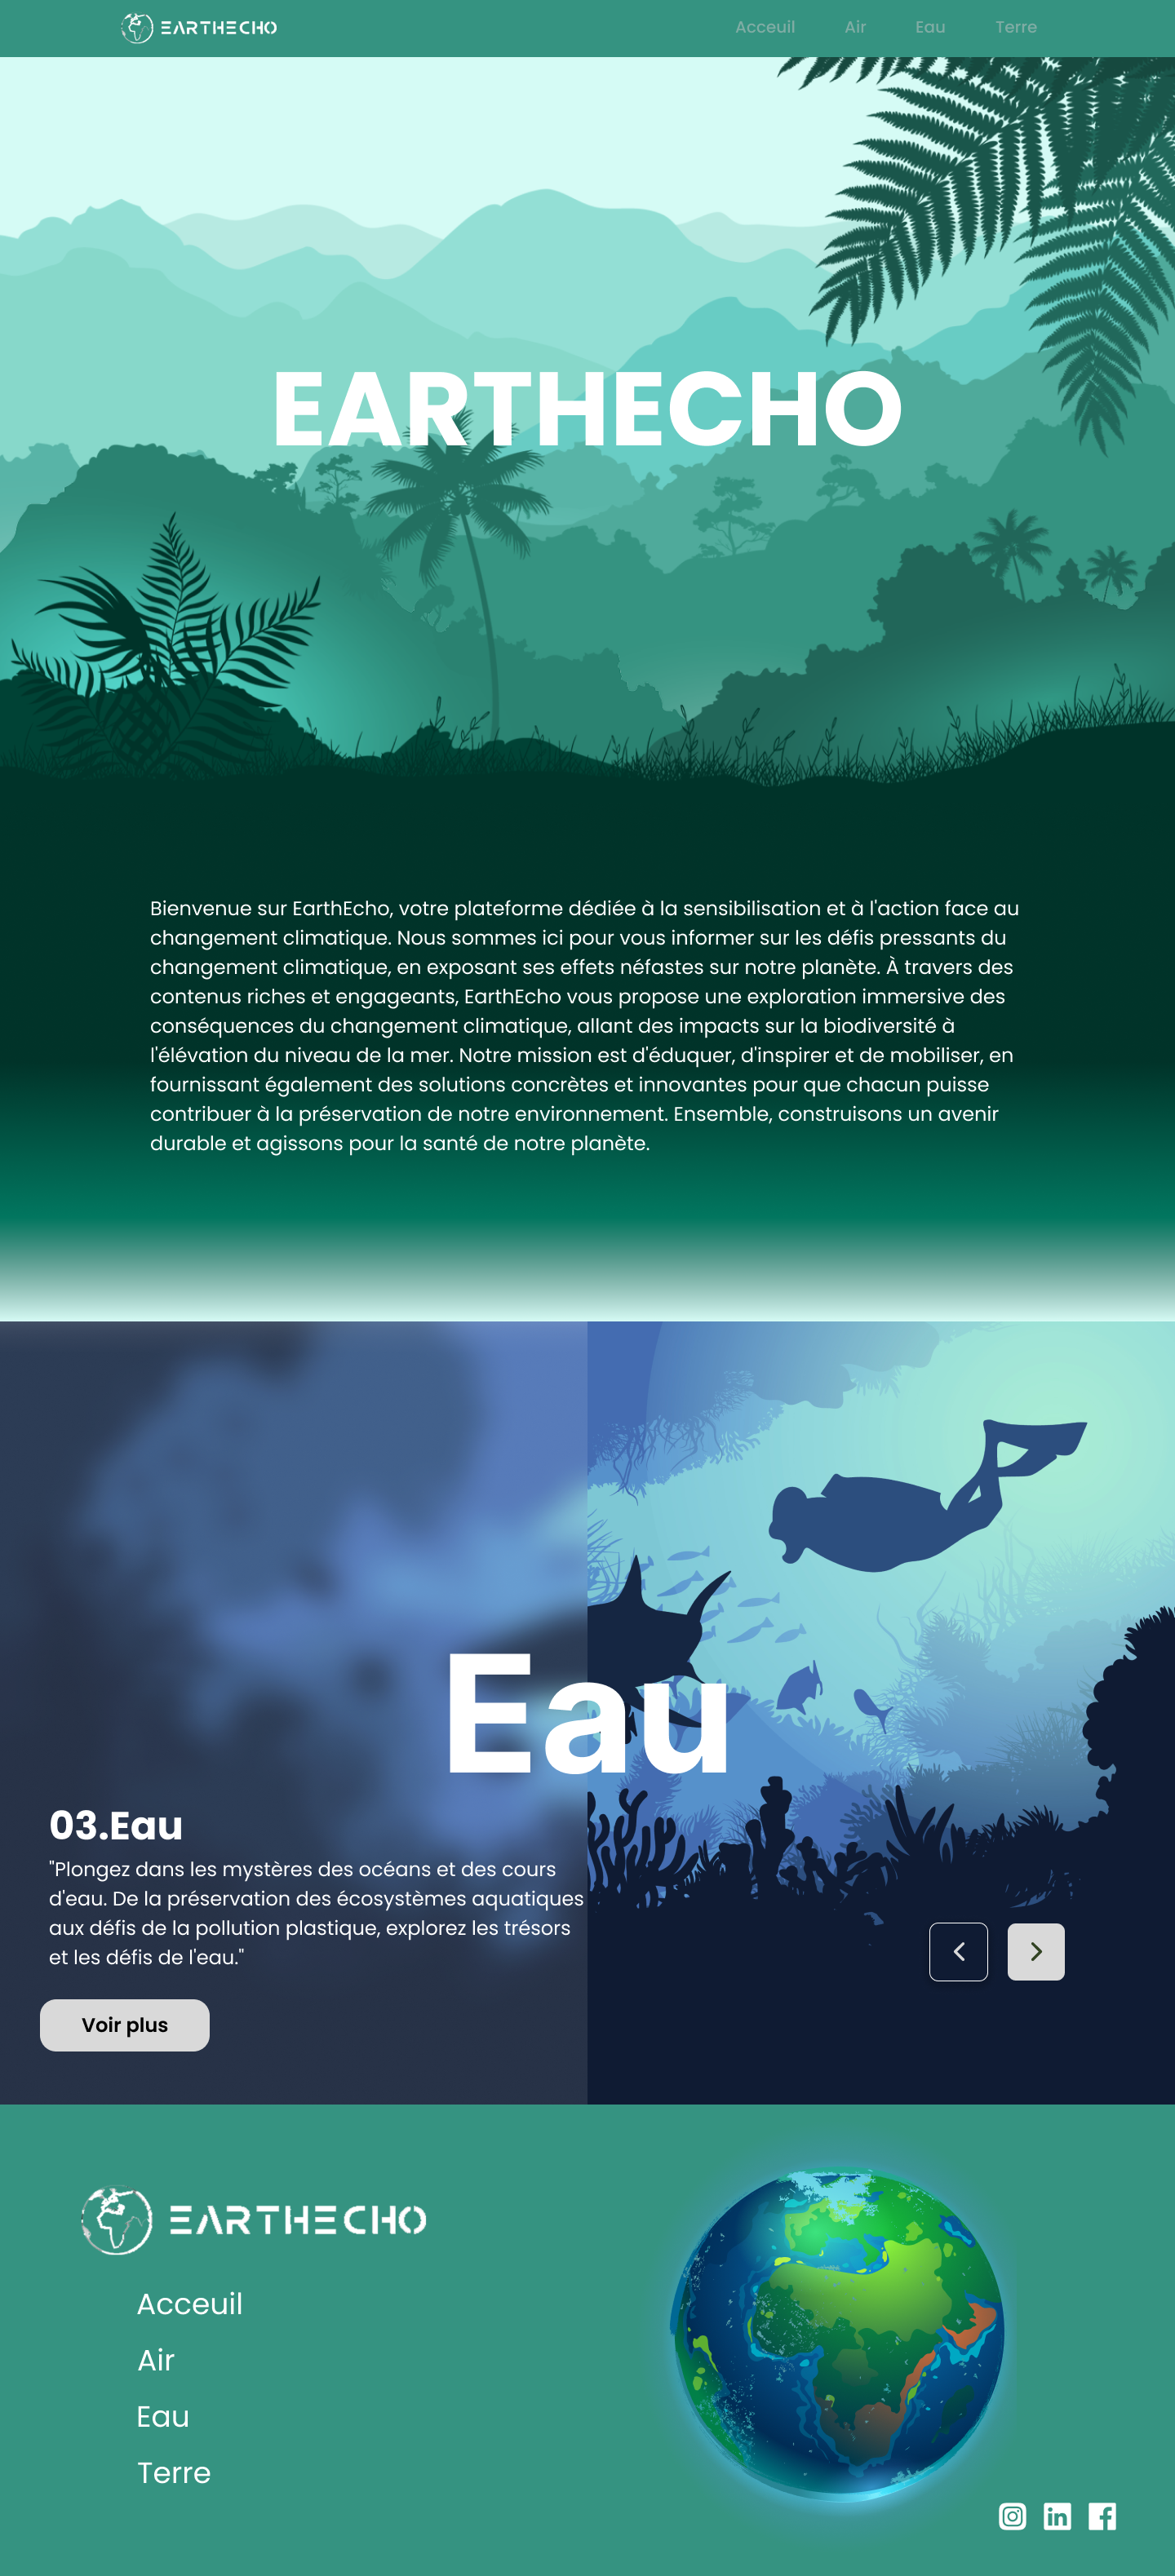 EARTHECHO
Acceuil
Air
Eau
Terre
EARTHECHO
Bienvenue sur EarthEcho, votre plateforme dédiée à la sensibilisation et à l'action face au
changement climatique. Nous sommes ici pour vous informer sur les défis pressants du
changement climatique, en exposant ses effets néfastes sur notre planète. À travers des
contenus riches et engageants, EarthEcho vous propose une exploration immersive des
conséquences du changement climatique, allant des impacts sur la biodiversité à
l'élévation du niveau de la mer. Notre mission est d'éduquer, d'inspirer et de mobiliser, en
fournissant également des solutions concrètes et innovantes pour que chacun puisse
contribuer à la préservation de notre environnement. Ensemble, construisons un avenir
durable et agissons pour la santé de notre planète.
Eau
03.Eau
"Plongez dans les mystères des océans et des cours
d'eau. De la préservation des écosystèmes aquatiques
aux défis de la pollution plastique, explorez les trésors
et les défis de l'eau."
Voir plus
EARTHECHO
Acceuil
Air
Eau
Terre